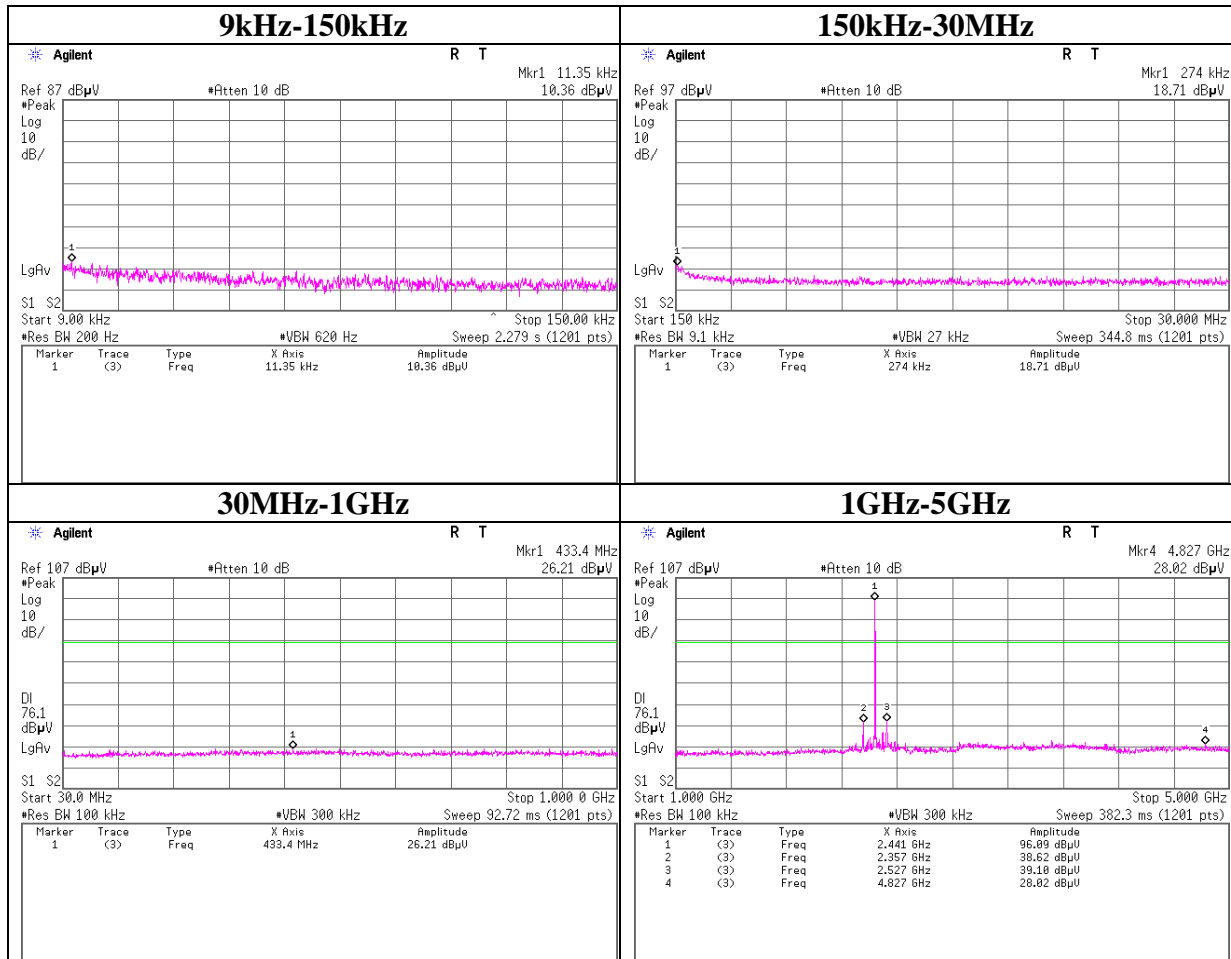 9kHz-150kHz
Agilent R T
Mkr1 11.35 kHz
Ref 87 dBµV #Atten 10 dB 10.36 dBµV
#Peak
Log
10
dB/
1
LgAv
S1 S2
Start 9.00 kHz ^ Stop 150.00 kHz
#Res BW 200 Hz #VBW 620 Hz Sweep 2.279 s (1201 pts)
Marker Trace Type X Axis Amplitude
1 (3) Freq 11.35 kHz 10.36 dBµV
150kHz-30MHz
Agilent R T
Mkr1 274 kHz
Ref 97 dBµV #Atten 10 dB 18.71 dBµV
#Peak
Log
10
dB/
1
LgAv
S1 S2
Start 150 kHz Stop 30.000 MHz
#Res BW 9.1 kHz #VBW 27 kHz Sweep 344.8 ms (1201 pts)
Marker Trace Type X Axis Amplitude
1 (3) Freq 274 kHz 18.71 dBµV
30MHz-1GHz
Agilent R T
Mkr1 433.4 MHz
Ref 107 dBµV #Atten 10 dB 26.21 dBµV
#Peak
Log
10
dB/
DI
76.1
dBµV
1
LgAv
S1 S2
Start 30.0 MHz Stop 1.000 0 GHz
#Res BW 100 kHz #VBW 300 kHz Sweep 92.72 ms (1201 pts)
Marker Trace Type X Axis Amplitude
1 (3) Freq 433.4 MHz 26.21 dBµV
1GHz-5GHz
Agilent R T
Mkr4 4.827 GHz
Ref 107 dBµV #Atten 10 dB 28.02 dBµV
#Peak
1
Log
10
dB/
DI
2 3
76.1
dBµV
4
LgAv
S1 S2
Start 1.000 GHz Stop 5.000 GHz
#Res BW 100 kHz #VBW 300 kHz Sweep 382.3 ms (1201 pts)
Marker Trace Type X Axis Amplitude
1 (3) Freq 2.441 GHz 96.09 dBµV
2 (3) Freq 2.357 GHz 38.62 dBµV
3 (3) Freq 2.527 GHz 39.10 dBµV
4 (3) Freq 4.827 GHz 28.02 dBµV